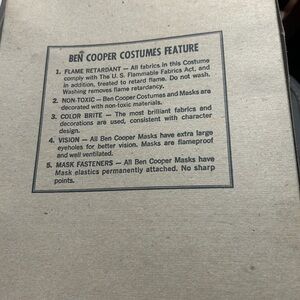 BEN COOPER COSTUMES FEATURE
1. FLAME RETARDANT — All fabrics in this Costume
comply with The U. S. Flammable Fabrics Act, and
in addition, treated to retard flame. Do not wash.
Washing removes flame retardancy.
2. NON-TOXIC — Ben Cooper Costumes and Masks are
decorated with non-toxic materials.
3. COLOR BRITE — The most brilliant fabrics and
decorations are used, consistent with character
design.
4. VISION — All Ben Cooper Masks have extra large
eyeholes for better vision. Masks are flameproof
and well ventilated.
5. MASK FASTENERS — All Ben Cooper Masks have
Mask elastics permanently attached. No sharp
points.